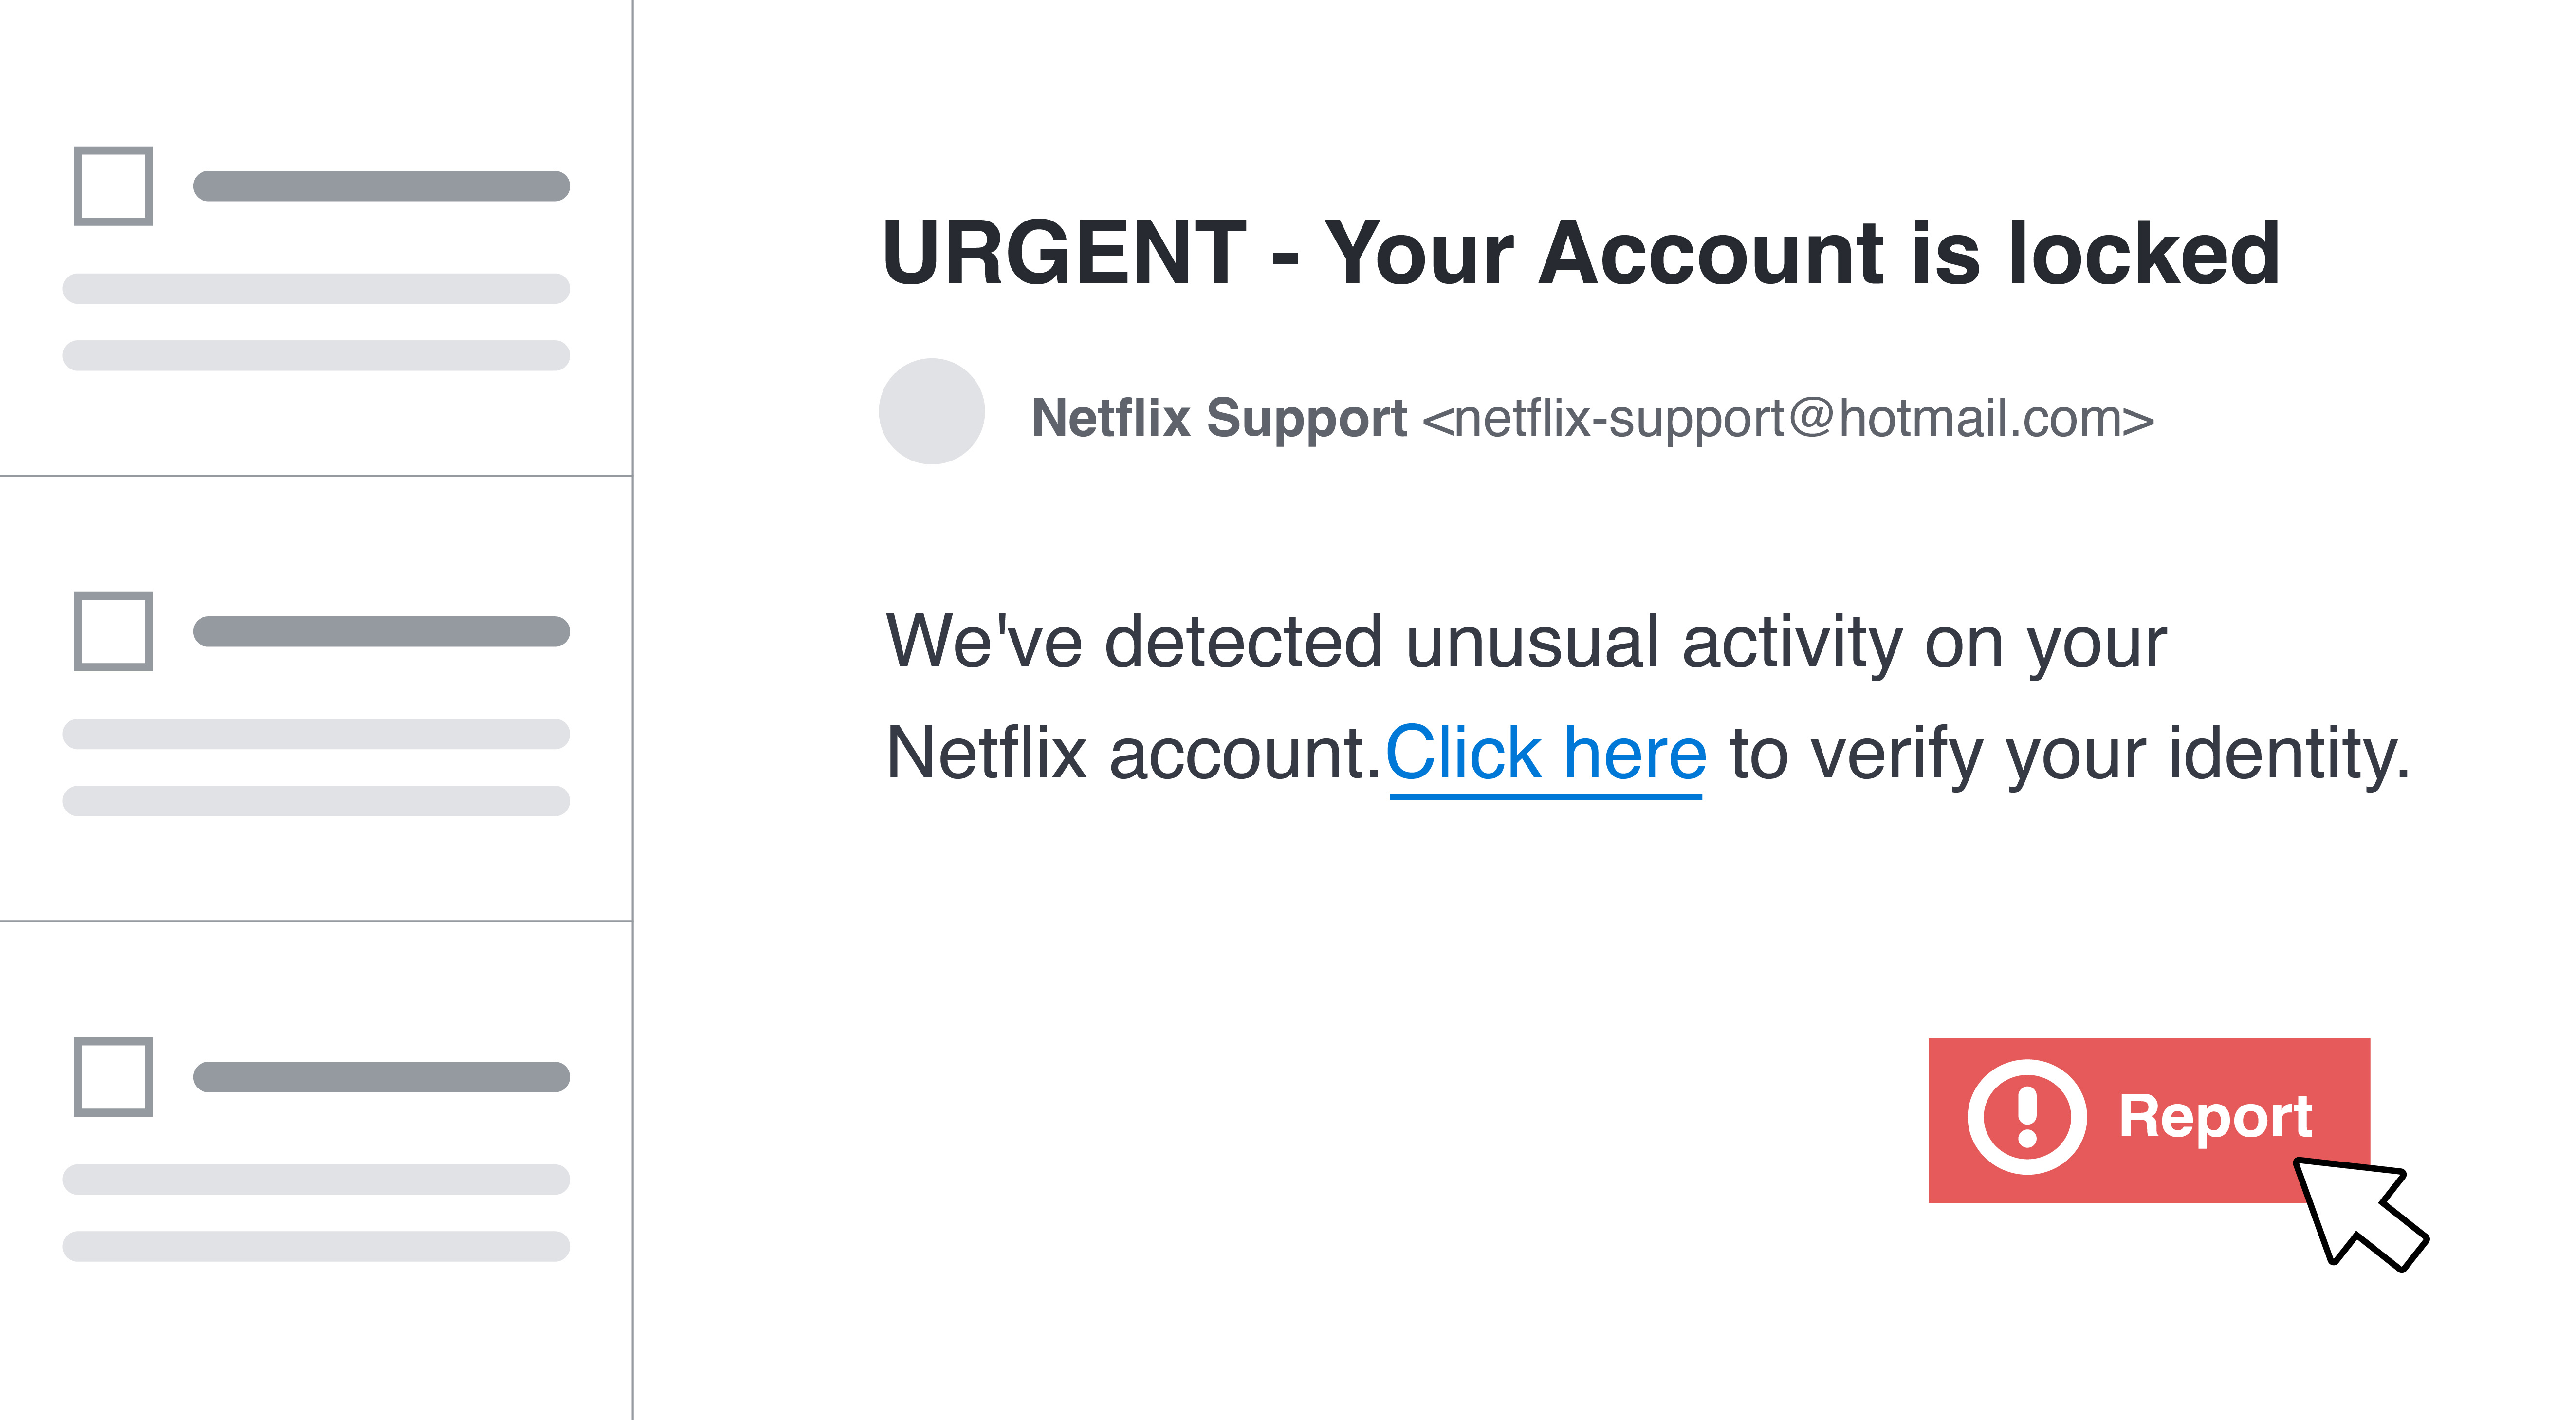 URGENT - Your Account is locked
Netflix Support <netflix-support@hotmail.com>
We've detected unusual activity on your
Netflix account.Click here to verify your identity.
Report